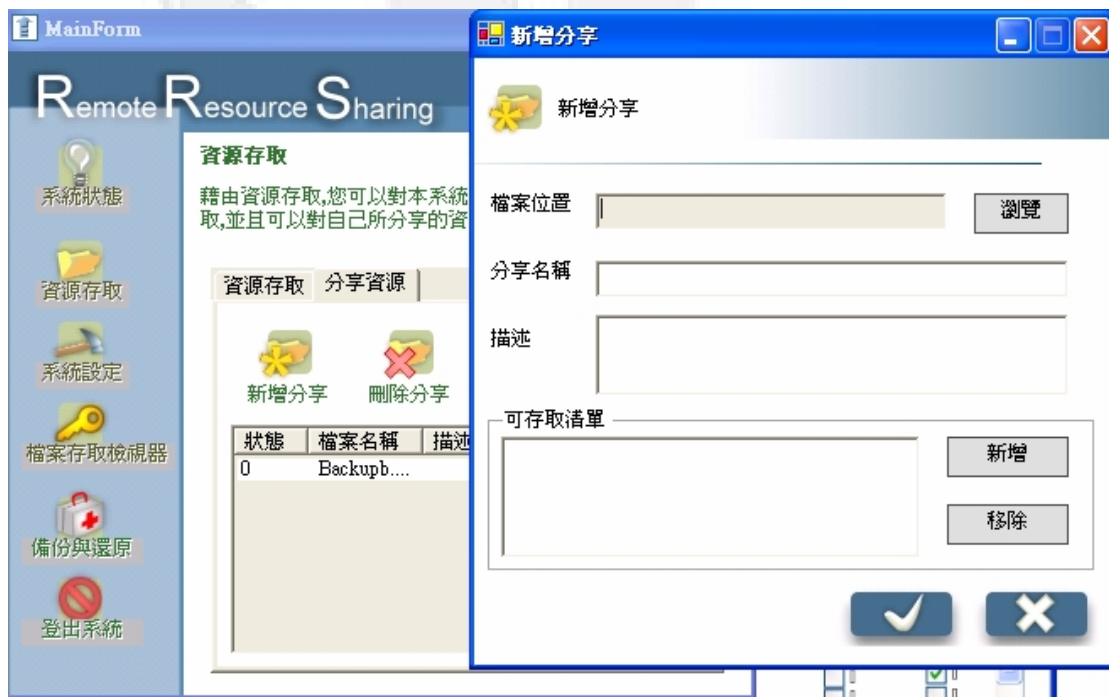 MainForm
Remote Resource Sharing
系統狀態
資源存取
系統設定
檔案存取檢視器
備份與還原
登出系統
資源存取
藉由資源存取,您可以對本系統
取,並且可以對自己所分享的資
資源存取 分享資源
新增分享 刪除分享
狀態 檔案名稱 描述
0 Backupb....
新增分享
新增分享
檔案位置 瀏覽
分享名稱
描述
可存取清單
新增
移除